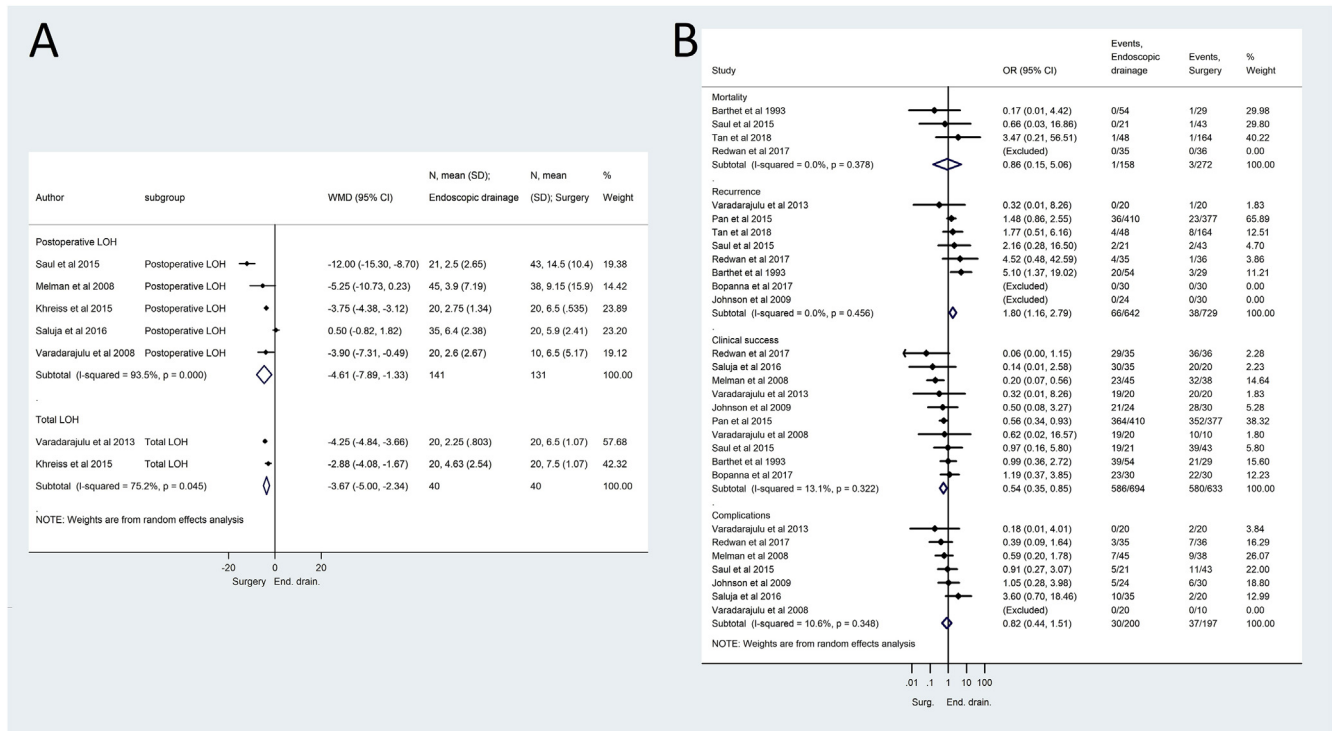 A
Author subgroup WMD (95% CI) N, mean (SD); Endoscopic drainage N, mean (SD); Surgery % Weight
Postoperative LOH
Saul et al 2015 Postoperative LOH -12.00 (-15.30, -8.70) 21, 2.5 (2.65) 43, 14.5 (10.4) 19.38
Melman et al 2008 Postoperative LOH -5.25 (-10.73, 0.23) 45, 3.9 (7.19) 38, 9.15 (15.9) 14.42
Khreiss et al 2015 Postoperative LOH -3.75 (-4.38, -3.12) 20, 2.75 (1.34) 20, 6.5 (.535) 23.89
Saluja et al 2016 Postoperative LOH 0.50 (-0.82, 1.82) 35, 6.4 (2.38) 20, 5.9 (2.41) 23.20
Varadarajulu et al 2008 Postoperative LOH -3.90 (-7.31, -0.49) 20, 2.6 (2.67) 10, 6.5 (5.17) 19.12
Subtotal (I-squared = 93.5%, p = 0.000) -4.61 (-7.89, -1.33) 141 131 100.00
.
Total LOH
Varadarajulu et al 2013 Total LOH -4.25 (-4.84, -3.66) 20, 2.25 (.803) 20, 6.5 (1.07) 57.68
Khreiss et al 2015 Total LOH -2.88 (-4.08, -1.67) 20, 4.63 (2.54) 20, 7.5 (1.07) 42.32
Subtotal (I-squared = 75.2%, p = 0.045) -3.67 (-5.00, -2.34) 40 40 100.00
.
NOTE: Weights are from random effects analysis
-20 0 20
Surgery End. drain.
B
Study OR (95% CI) Events, Endoscopic drainage Events, Surgery % Weight
Mortality
Barthet et al 1993 0.17 (0.01, 4.42) 0/54 1/29 29.98
Saul et al 2015 0.66 (0.03, 16.86) 0/21 1/43 29.80
Tan et al 2018 3.47 (0.21, 56.51) 1/48 1/164 40.22
Redwan et al 2017 (Excluded) 0/35 0/36 0.00
Subtotal (I-squared = 0.0%, p = 0.378) 0.86 (0.15, 5.06) 1/158 3/272 100.00
.
Recurrence
Varadarajulu et al 2013 0.32 (0.01, 8.26) 0/20 1/20 1.83
Pan et al 2015 1.48 (0.86, 2.55) 36/410 23/377 65.89
Tan et al 2018 1.77 (0.51, 6.16) 4/48 8/164 12.51
Saul et al 2015 2.16 (0.28, 16.50) 2/21 2/43 4.70
Redwan et al 2017 4.52 (0.48, 42.59) 4/35 1/36 3.86
Barthet et al 1993 5.10 (1.37, 19.02) 20/54 3/29 11.21
Bopanna et al 2017 (Excluded) 0/30 0/30 0.00
Johnson et al 2009 (Excluded) 0/24 0/30 0.00
Subtotal (I-squared = 0.0%, p = 0.456) 1.80 (1.16, 2.79) 66/642 38/729 100.00
.
Clinical success
Redwan et al 2017 0.06 (0.00, 1.15) 29/35 36/36 2.28
Saluja et al 2016 0.14 (0.01, 2.58) 30/35 20/20 2.23
Melman et al 2008 0.20 (0.07, 0.56) 23/45 32/38 14.64
Varadarajulu et al 2013 0.32 (0.01, 8.26) 19/20 20/20 1.83
Johnson et al 2009 0.50 (0.08, 3.27) 21/24 28/30 5.28
Pan et al 2015 0.56 (0.34, 0.93) 364/410 352/377 38.32
Varadarajulu et al 2008 0.62 (0.02, 16.57) 19/20 10/10 1.80
Saul et al 2015 0.97 (0.16, 5.80) 19/21 39/43 5.80
Barthet et al 1993 0.99 (0.36, 2.72) 39/54 21/29 15.60
Bopanna et al 2017 1.19 (0.37, 3.85) 23/30 22/30 12.23
Subtotal (I-squared = 13.1%, p = 0.322) 0.54 (0.35, 0.85) 586/694 580/633 100.00
.
Complications
Varadarajulu et al 2013 0.18 (0.01, 4.01) 0/20 2/20 3.84
Redwan et al 2017 0.39 (0.09, 1.64) 3/35 7/36 16.29
Melman et al 2008 0.59 (0.20, 1.78) 7/45 9/38 26.07
Saul et al 2015 0.91 (0.27, 3.07) 5/21 11/43 22.00
Johnson et al 2009 1.05 (0.28, 3.98) 5/24 6/30 18.80
Saluja et al 2016 3.60 (0.70, 18.46) 10/35 2/20 12.99
Varadarajulu et al 2008 (Excluded) 0/20 0/10 0.00
Subtotal (I-squared = 10.6%, p = 0.348) 0.82 (0.44, 1.51) 30/200 37/197 100.00
NOTE: Weights are from random effects analysis
.01 .1 1 10 100
Surg. End. drain.